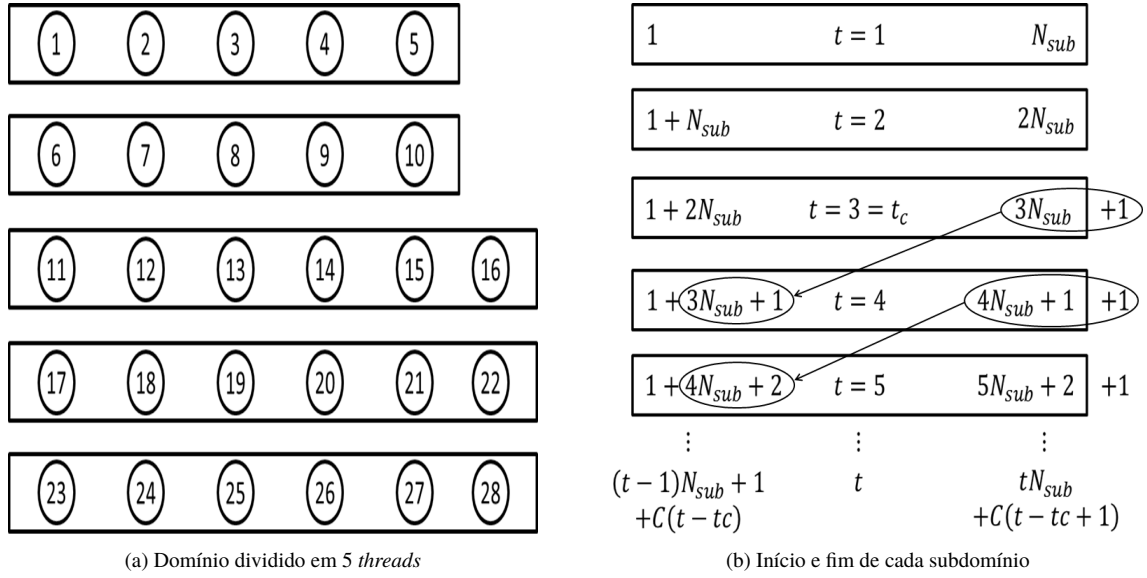 1 2 3 4 5
6 7 8 9 10
11 12 13 14 15 16
17 18 19 20 21 22
23 24 25 26 27 28
(a) Domínio dividido em 5 threads
1 t = 1 N_sub
1 + N_sub t = 2 2N_sub
1 + 2N_sub t = 3 = t_c 3N_sub +1
1 + 3N_sub + 1 t = 4 4N_sub + 1 +1
1 + 4N_sub + 2 t = 5 5N_sub + 2 +1
⋮ ⋮ ⋮
(t − 1)N_sub + 1 t tN_sub
+C(t − tc) +C(t − tc + 1)
(b) Início e fim de cada subdomínio